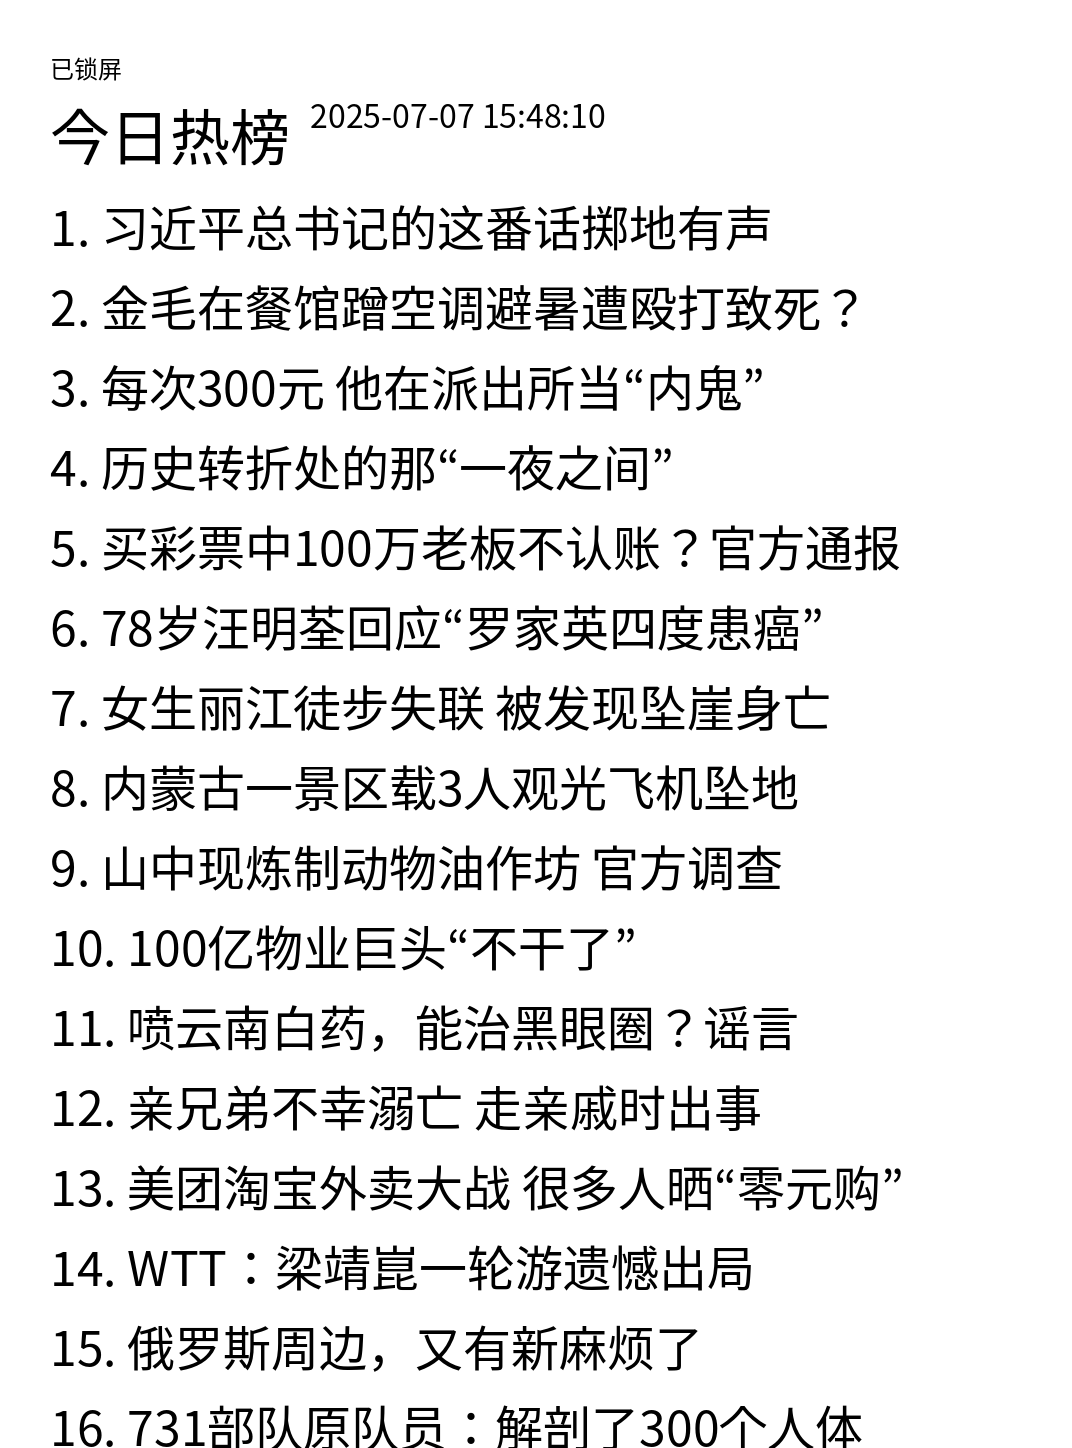 已锁屏
今日热榜 2025-07-07 15:48:10
1. 习近平总书记的这番话掷地有声
2. 金毛在餐馆蹭空调避暑遭殴打致死？
3. 每次300元 他在派出所当“内鬼”
4. 历史转折处的那“一夜之间”
5. 买彩票中100万老板不认账？官方通报
6. 78岁汪明荃回应“罗家英四度患癌”
7. 女生丽江徒步失联 被发现坠崖身亡
8. 内蒙古一景区载3人观光飞机坠地
9. 山中现炼制动物油作坊 官方调查
10. 100亿物业巨头“不干了”
11. 喷云南白药，能治黑眼圈？谣言
12. 亲兄弟不幸溺亡 走亲戚时出事
13. 美团淘宝外卖大战 很多人晒“零元购”
14. WTT：梁靖崑一轮游遗憾出局
15. 俄罗斯周边，又有新麻烦了
16. 731部队原队员：解剖了300个人体